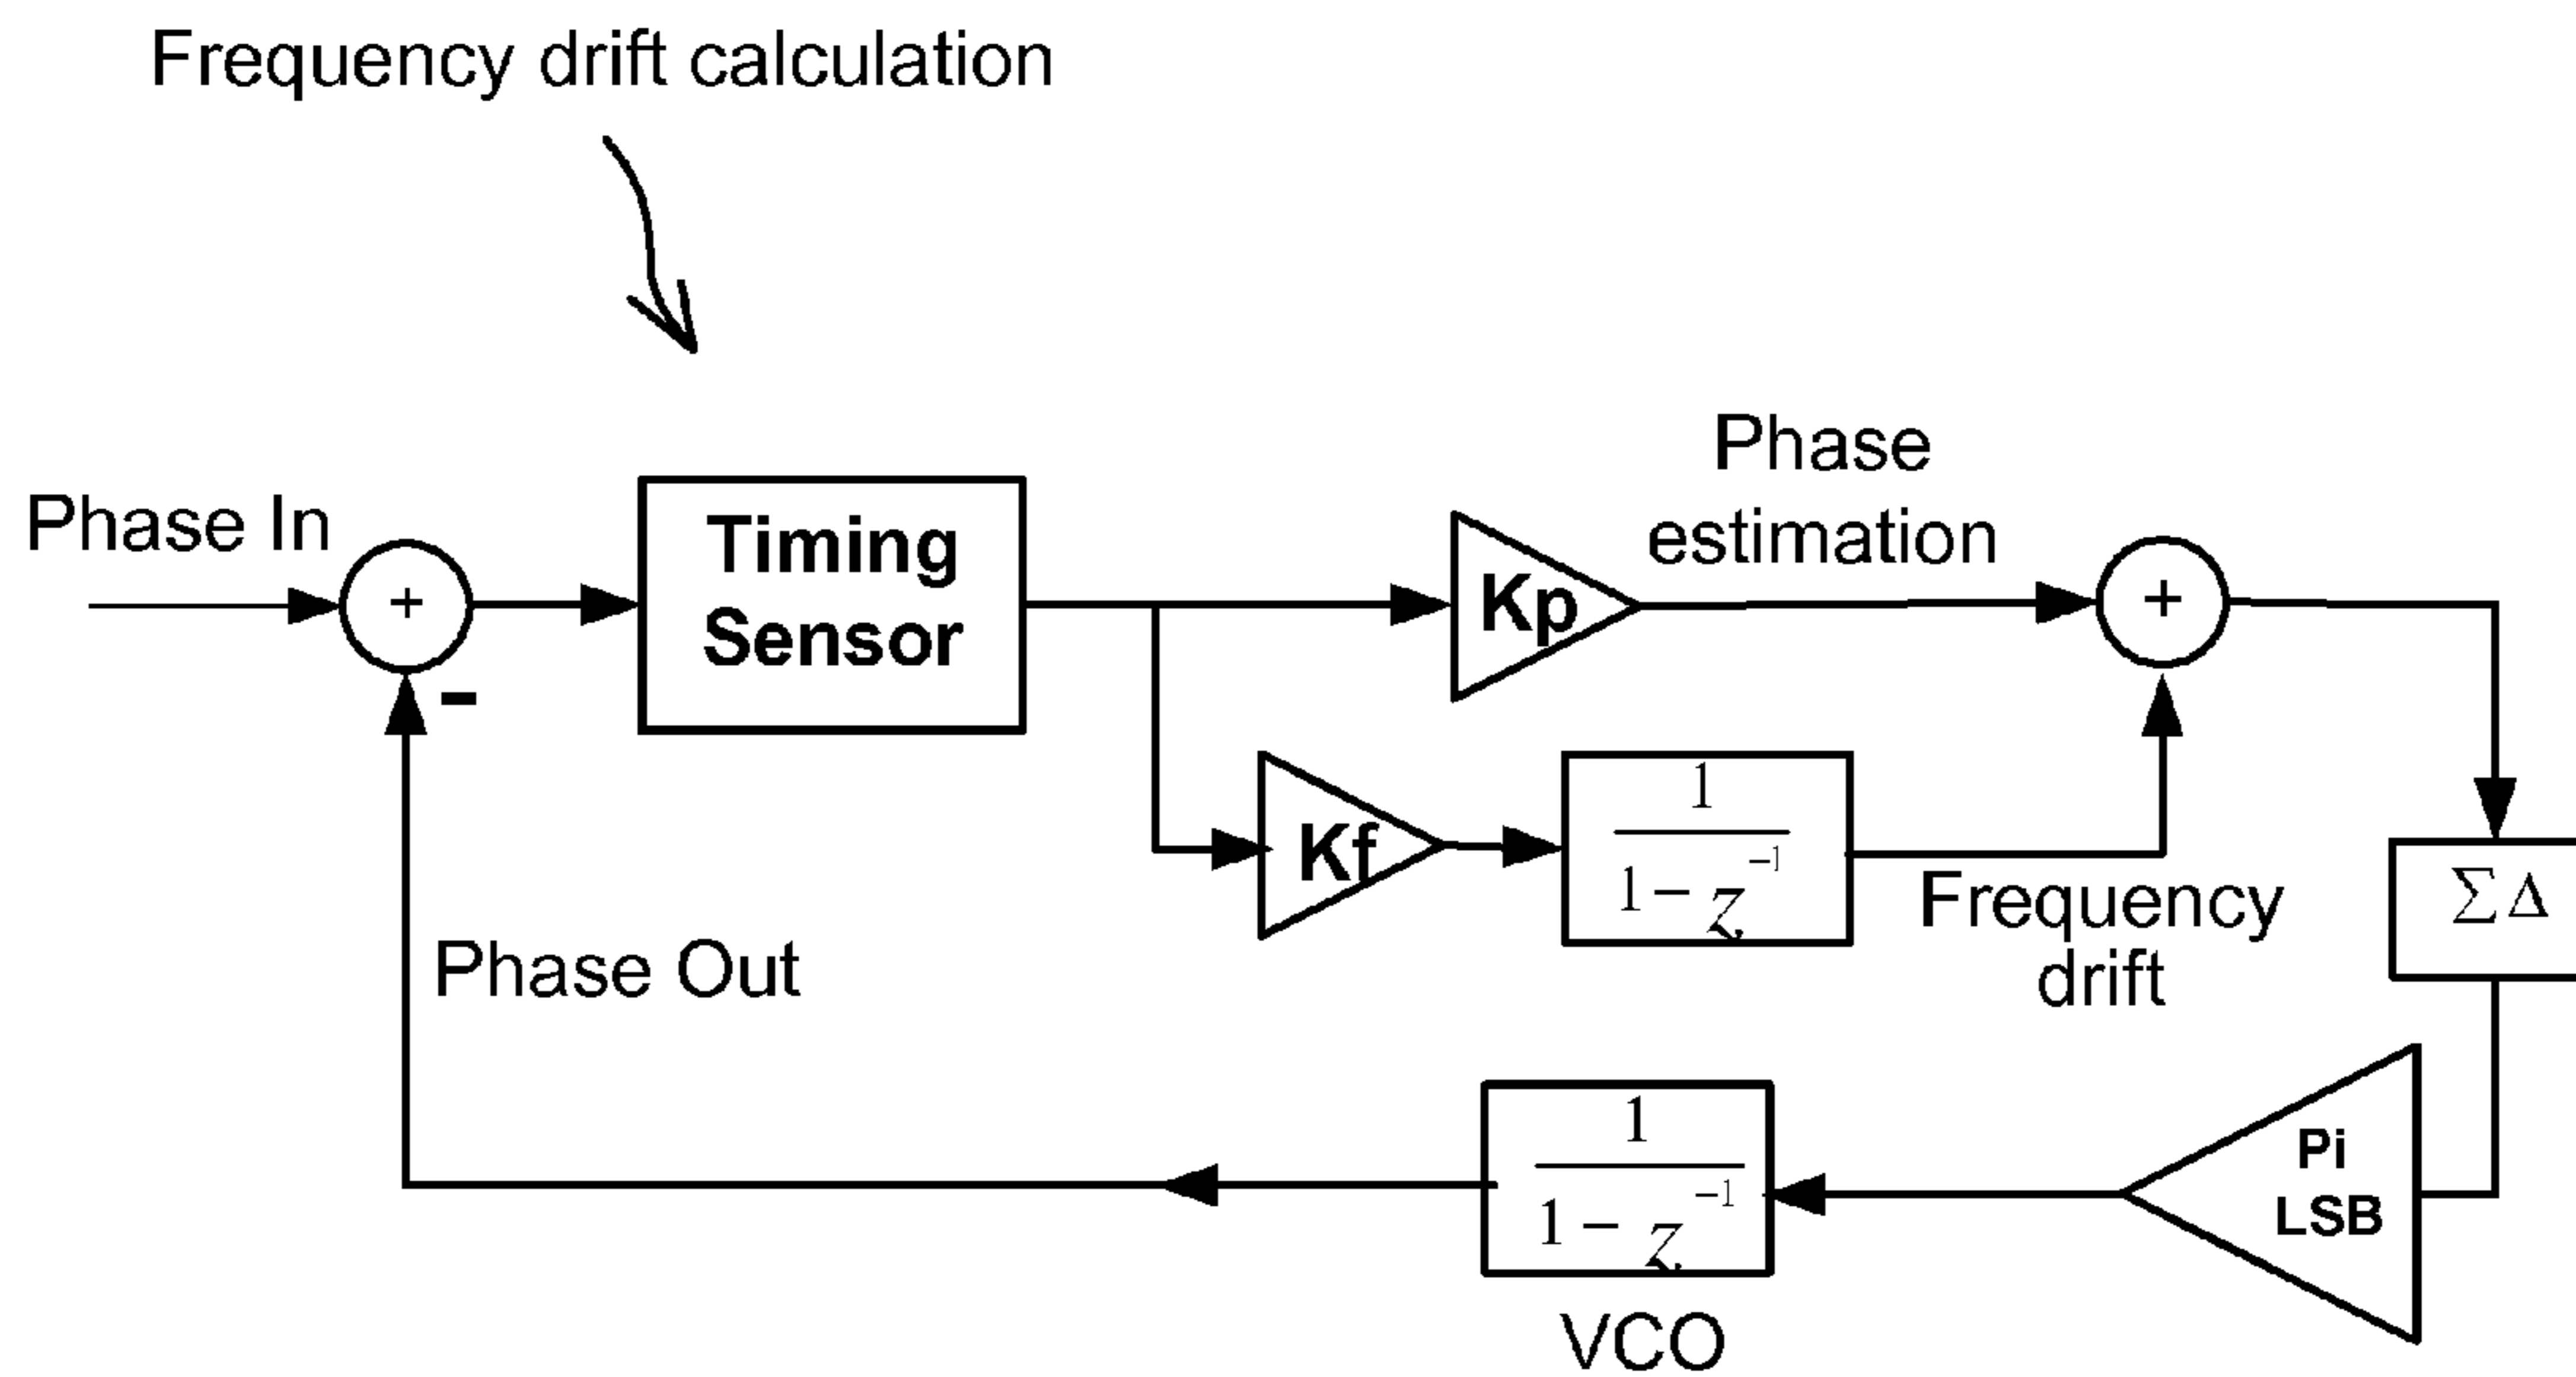 Frequency drift calculation
Phase In
+
-
Timing
Sensor
Kp
Phase
estimation
+
Kf
1
1 - z^-1
Frequency
drift
ΣΔ
Phase Out
1
1 - z^-1
VCO
Pi
LSB